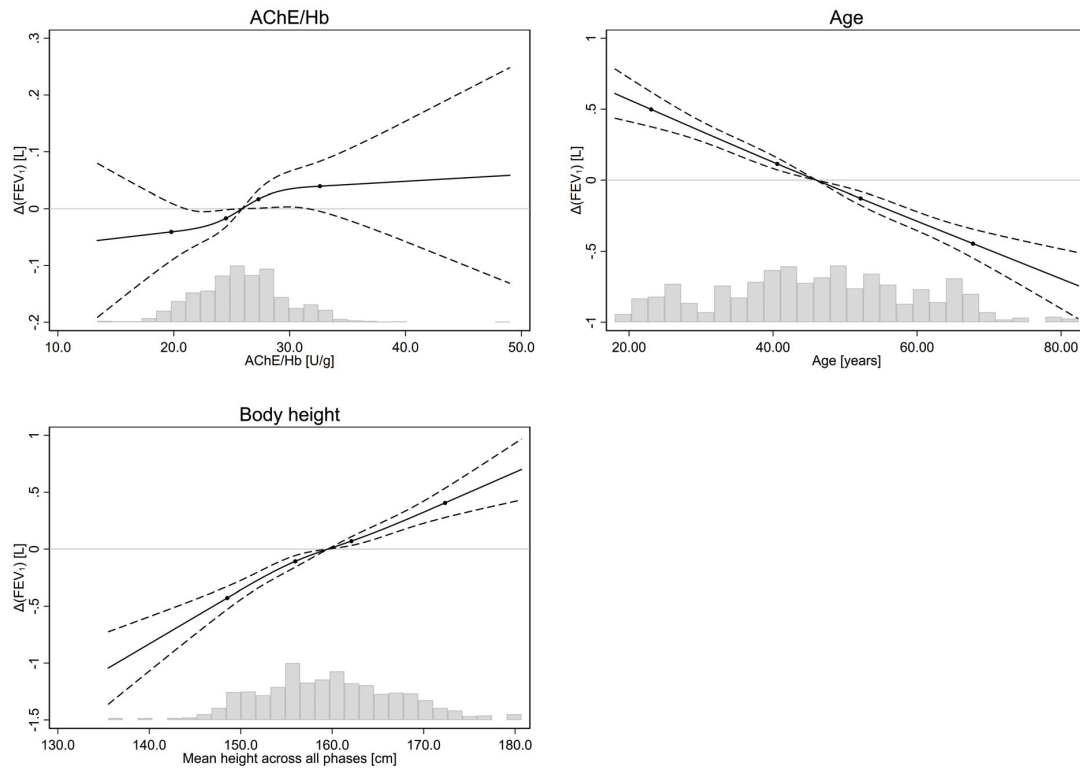 AChE/Hb
Δ(FEV₁) [L]
.3
.2
.1
0
-.1
-.2
10.0 20.0 30.0 40.0 50.0
AChE/Hb [U/g]
Age
Δ(FEV₁) [L]
1
.5
0
-.5
-1
20.00 40.00 60.00 80.00
Age [years]
Body height
Δ(FEV₁) [L]
1
.5
0
-.5
-1
-1.5
130.0 140.0 150.0 160.0 170.0 180.0
Mean height across all phases [cm]